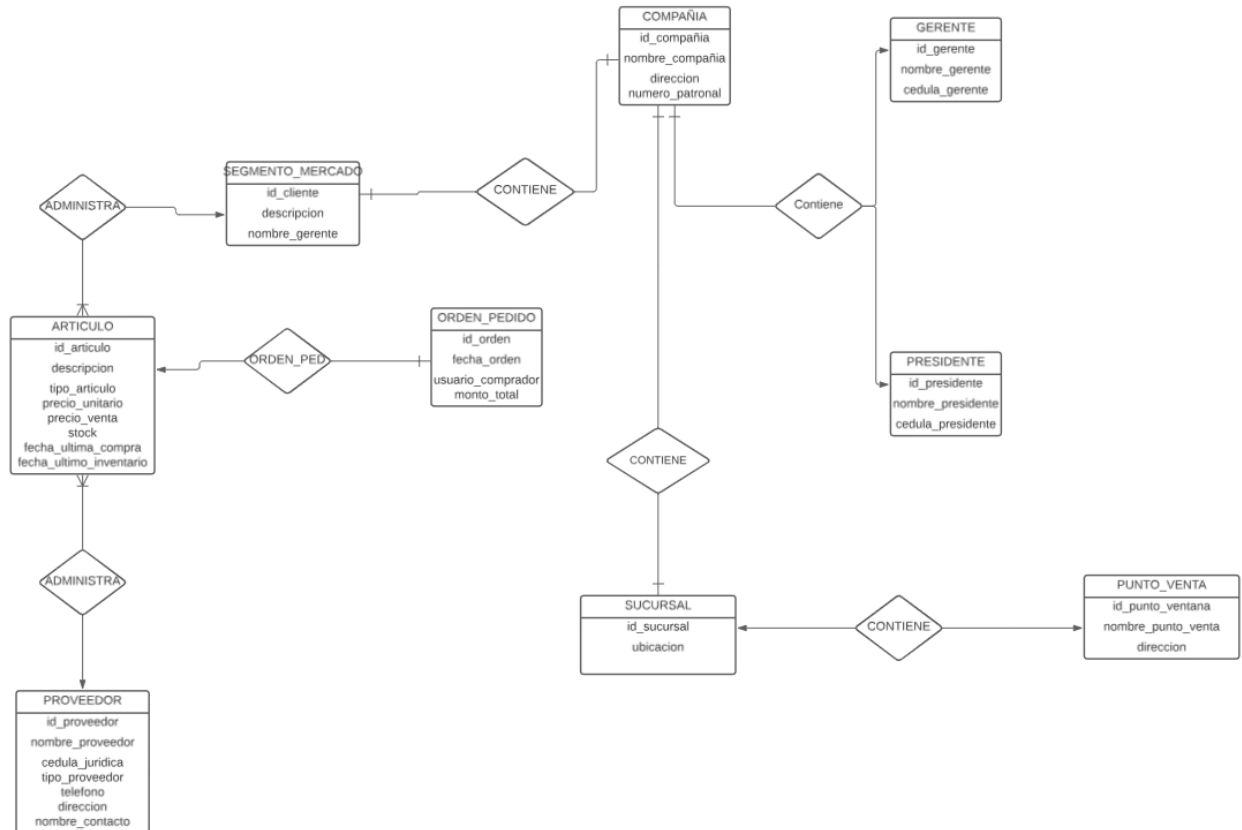 COMPAÑIA
id_compañia
nombre_compañia
direccion
numero_patronal
GERENTE
id_gerente
nombre_gerente
cedula_gerente
SEGMENTO_MERCADO
id_cliente
descripcion
nombre_gerente
CONTIENE
ADMINISTRA
Contiene
ARTICULO
id_articulo
descripcion
tipo_articulo
precio_unitario
precio_venta
stock
fecha_ultima_compra
fecha_ultimo_inventario
ORDEN_PED
ORDEN_PEDIDO
id_orden
fecha_orden
usuario_comprador
monto_total
PRESIDENTE
id_presidente
nombre_presidente
cedula_presidente
CONTIENE
ADMINISTRA
SUCURSAL
id_sucursal
ubicacion
CONTIENE
PUNTO_VENTA
id_punto_ventana
nombre_punto_venta
direccion
PROVEEDOR
id_proveedor
nombre_proveedor
cedula_juridica
tipo_proveedor
telefono
direccion
nombre_contacto